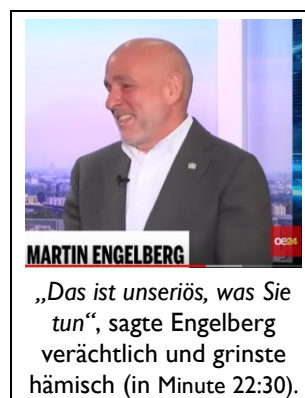 MARTIN ENGELBERG
oe24
„Das ist unseriös, was Sie
tun“, sagte Engelberg
verächtlich und grinste
hämisch (in Minute 22:30).